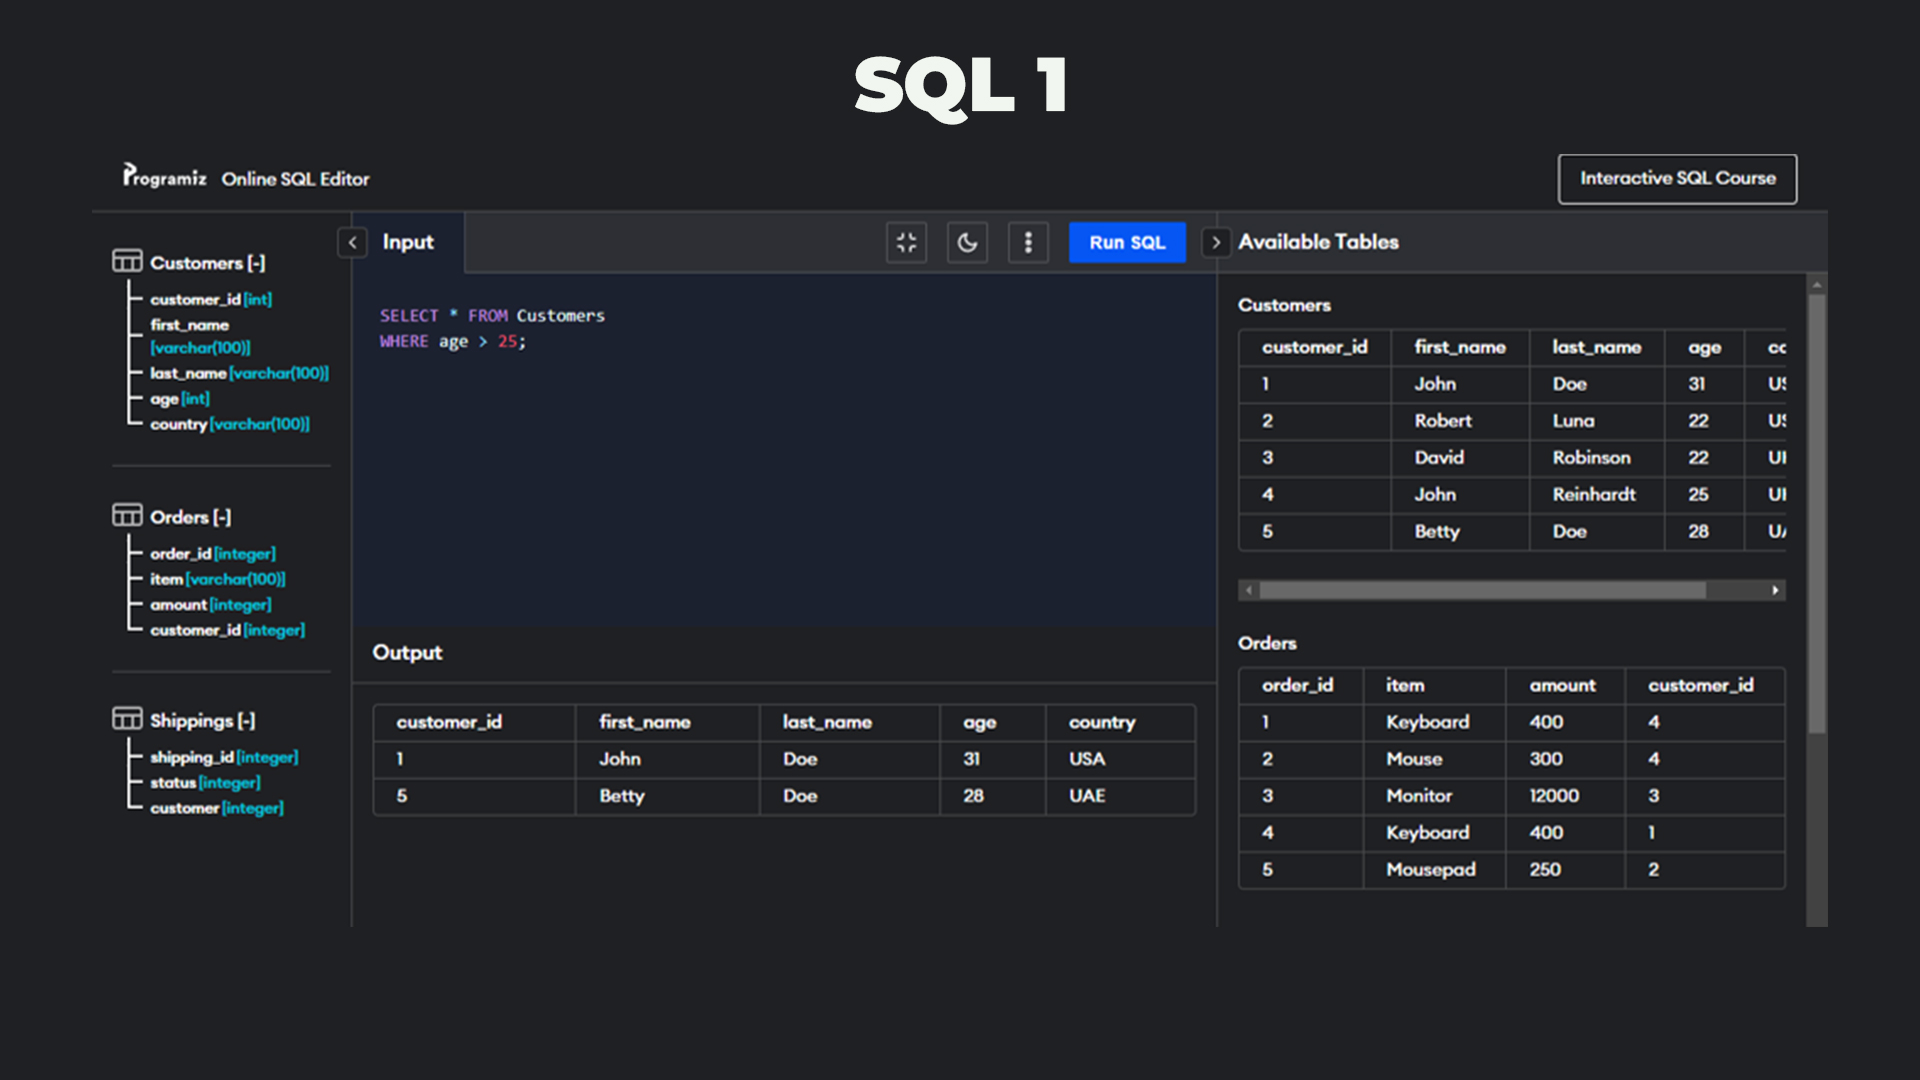 SQL 1
Programiz Online SQL Editor
Interactive SQL Course
Customers [-]
customer_id [int]
first_name
[varchar(100)]
last_name [varchar(100)]
age [int]
country [varchar(100)]
Orders [-]
order_id [integer]
item [varchar(100)]
amount [integer]
customer_id [integer]
Shippings [-]
shipping_id [integer]
status [integer]
customer [integer]
Input
Run SQL
SELECT * FROM Customers
WHERE age > 25;
Output
customer_id first_name last_name age country
1 John Doe 31 USA
5 Betty Doe 28 UAE
Available Tables
Customers
customer_id first_name last_name age
1 John Doe 31
2 Robert Luna 22
3 David Robinson 22
4 John Reinhardt 25
5 Betty Doe 28
Orders
order_id item amount customer_id
1 Keyboard 400 4
2 Mouse 300 4
3 Monitor 12000 3
4 Keyboard 400 1
5 Mousepad 250 2